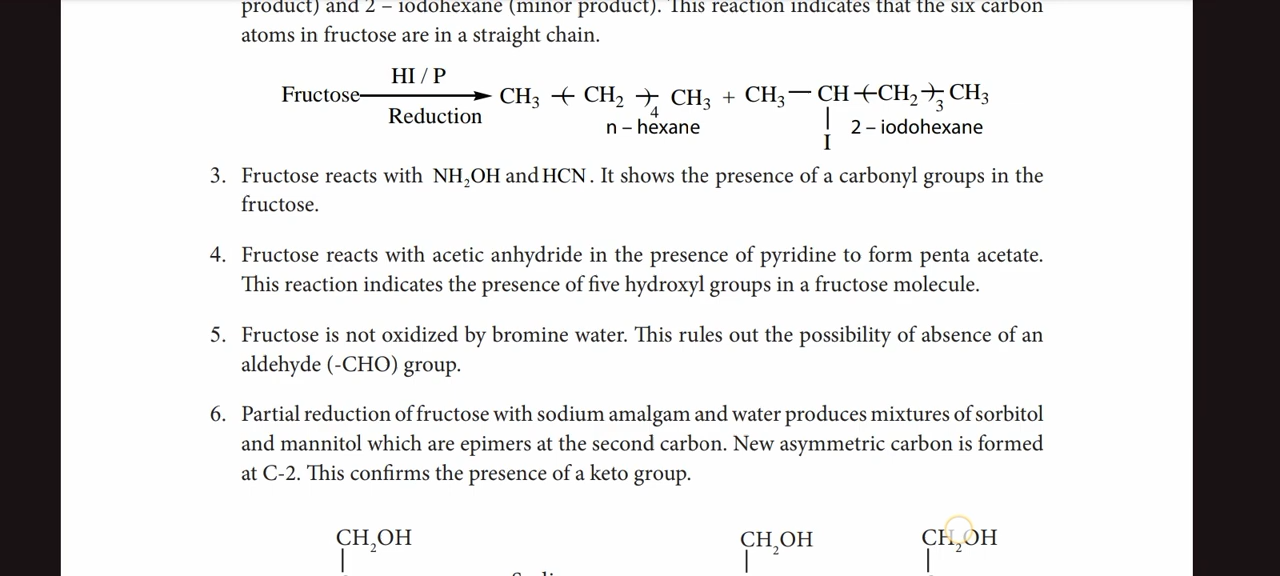 product) and 2 – iodohexane (minor product). This reaction indicates that the six carbon
atoms in fructose are in a straight chain.
HI / P
Fructose → CH3 ( CH2 )4 CH3 + CH3 — CH ( CH2 )3 CH3
Reduction
n – hexane | 2 – iodohexane
I
3. Fructose reacts with NH2OH and HCN. It shows the presence of a carbonyl groups in the
fructose.
4. Fructose reacts with acetic anhydride in the presence of pyridine to form penta acetate.
This reaction indicates the presence of five hydroxyl groups in a fructose molecule.
5. Fructose is not oxidized by bromine water. This rules out the possibility of absence of an
aldehyde (-CHO) group.
6. Partial reduction of fructose with sodium amalgam and water produces mixtures of sorbitol
and mannitol which are epimers at the second carbon. New asymmetric carbon is formed
at C-2. This confirms the presence of a keto group.
CH2OH CH2OH CH2OH